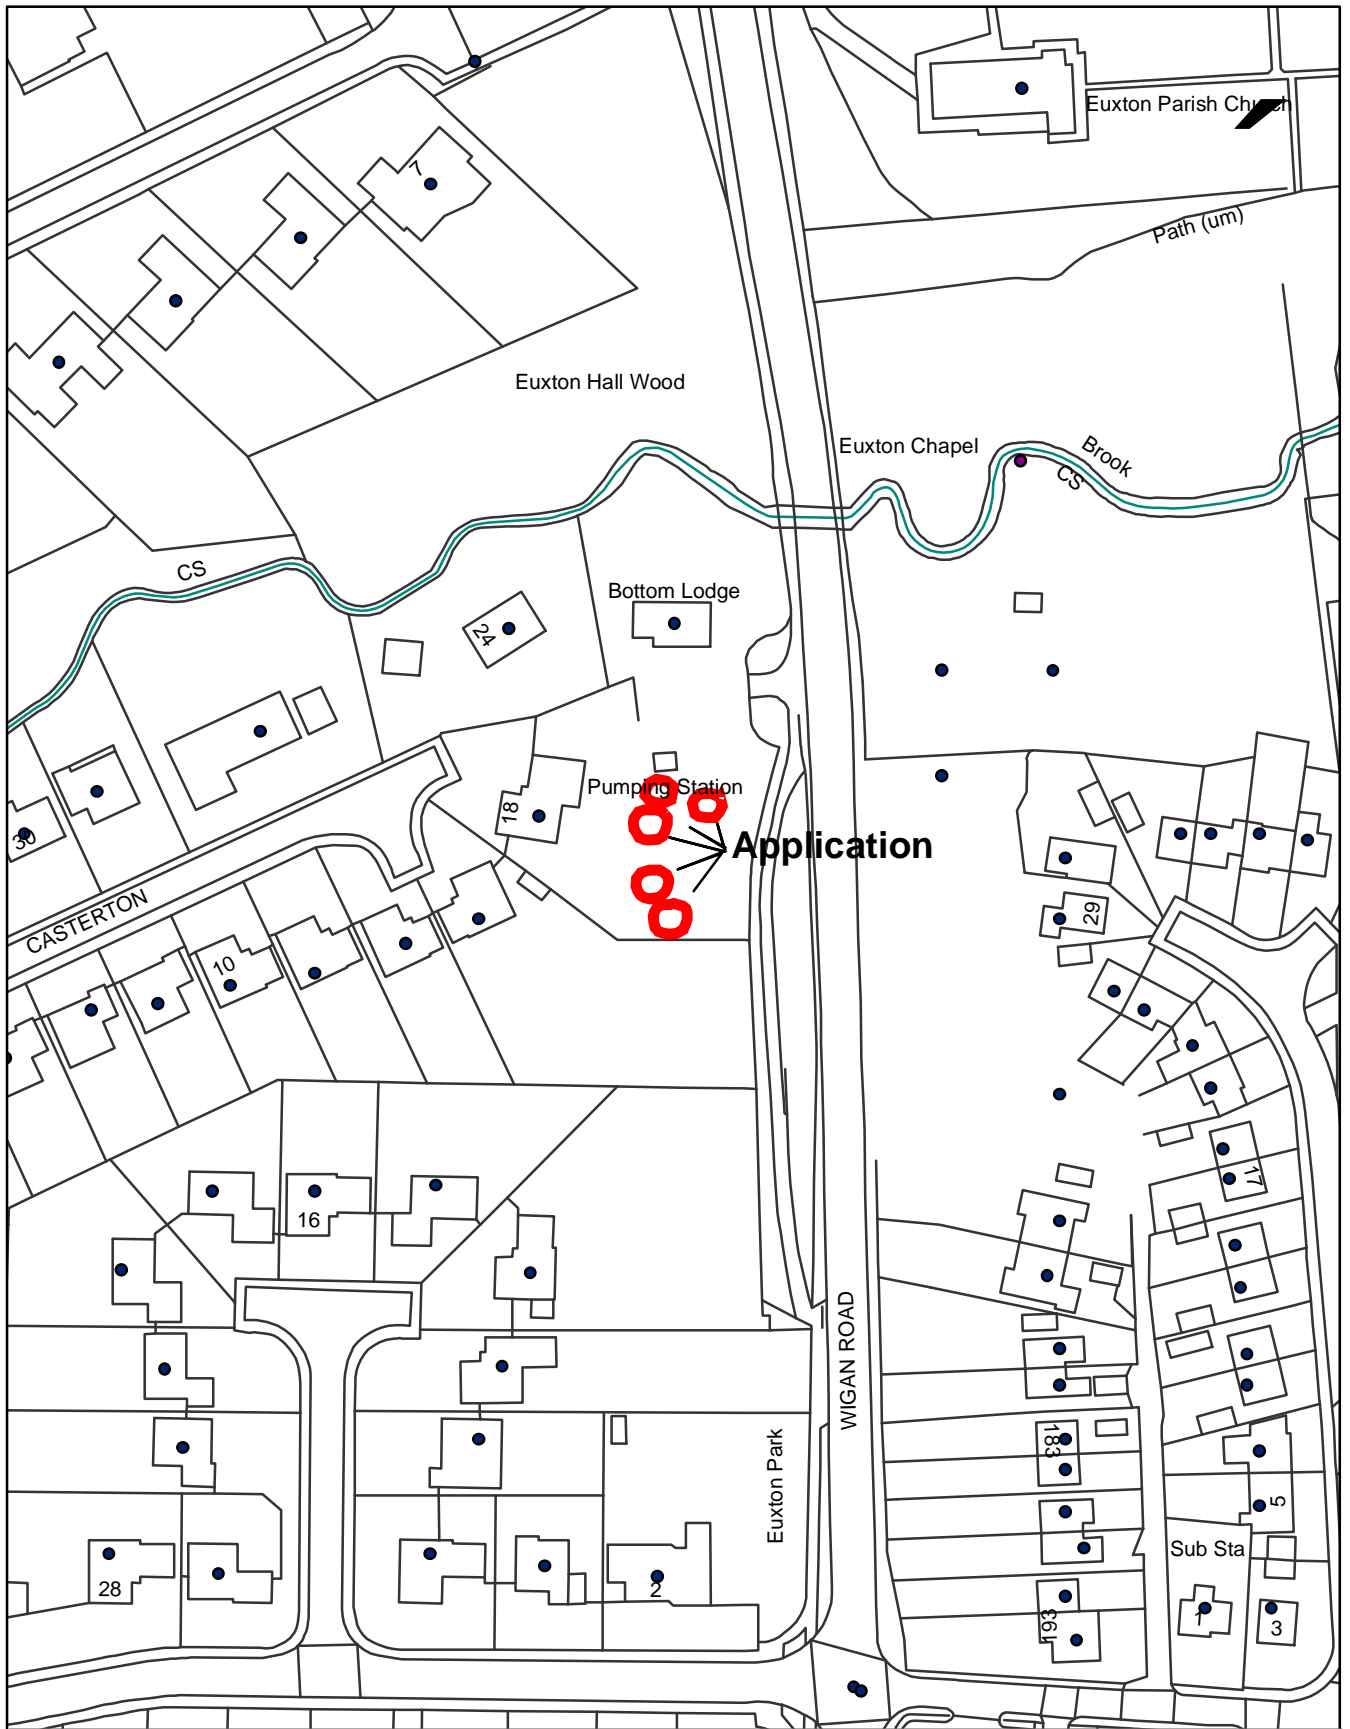 Euxton Parish Church
7
Path (um)
Euxton Hall Wood
Euxton Chapel
Brook
CS
CS
Bottom Lodge
24
Pumping Station
18
30
Application
CASTERTON
29
10
17
16
WIGAN ROAD
183
Euxton Park
5
Sub Sta
28
2
1
3
193